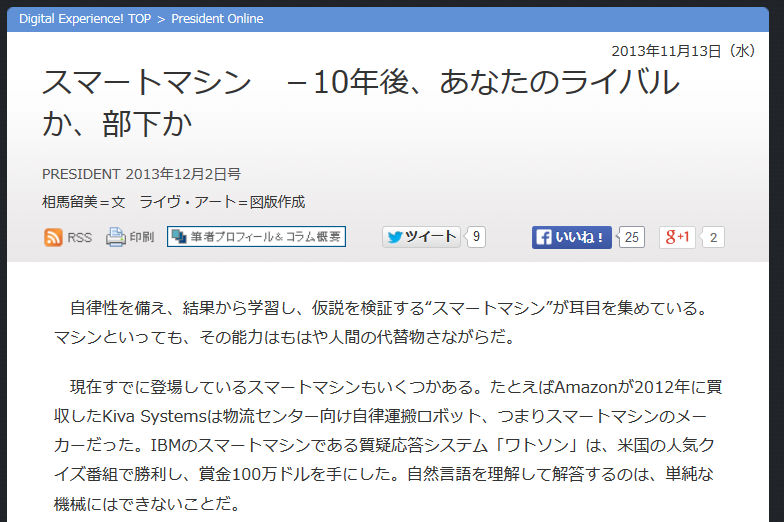 Digital Experience! TOP > President Online
2013年11月13日（水）
スマートマシン　－10年後、あなたのライバル
か、部下か
PRESIDENT 2013年12月2日号
相馬留美＝文　ライヴ・アート＝図版作成
RSS 印刷 筆者プロフィール＆コラム概要 ツイート 9 いいね！ 25 g+1 2
自律性を備え、結果から学習し、仮説を検証する“スマートマシン”が耳目を集めている。
マシンといっても、その能力はもはや人間の代替物さながらだ。
現在すでに登場しているスマートマシンもいくつかある。たとえばAmazonが2012年に買
収したKiva Systemsは物流センター向け自律運搬ロボット、つまりスマートマシンのメー
カーだった。IBMのスマートマシンである質疑応答システム「ワトソン」は、米国の人気ク
イズ番組で勝利し、賞金100万ドルを手にした。自然言語を理解して解答するのは、単純な
機械にはできないことだ。